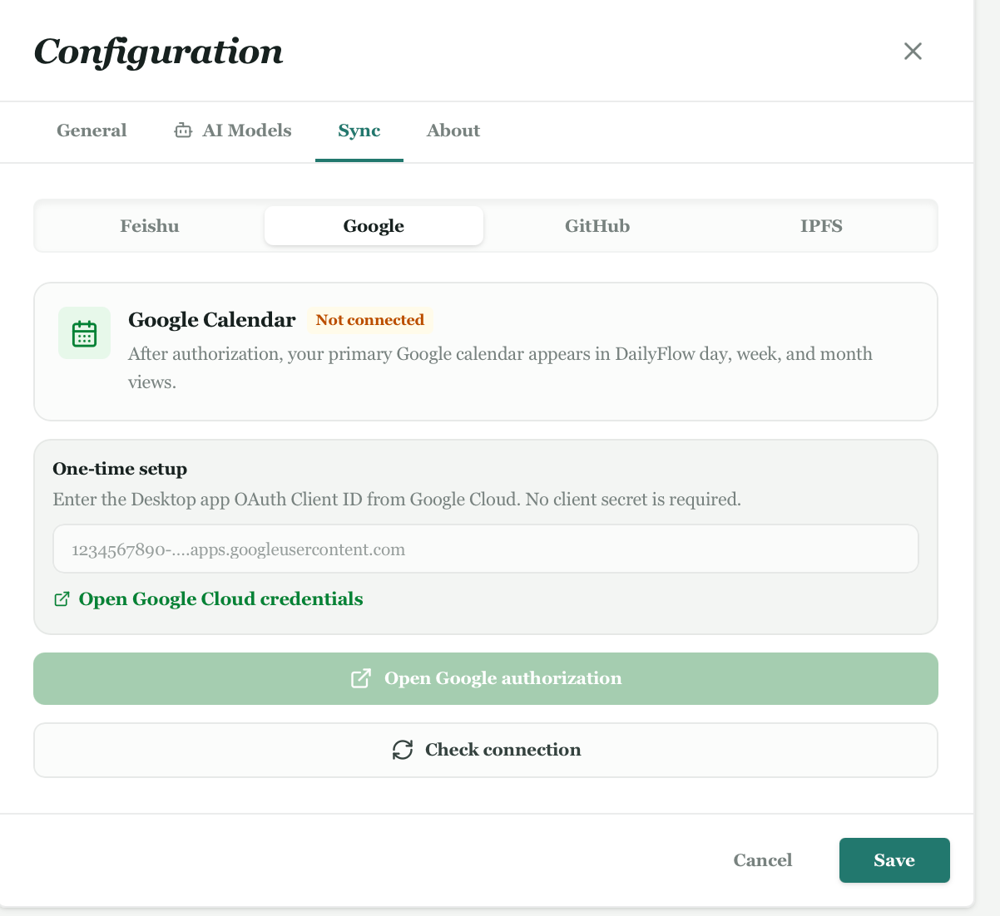 Configuration
General
AI Models
Sync
About
Feishu
Google
GitHub
IPFS
Google Calendar
Not connected
After authorization, your primary Google calendar appears in DailyFlow day, week, and month
views.
One-time setup
Enter the Desktop app OAuth Client ID from Google Cloud. No client secret is required.
1234567890-....apps.googleusercontent.com
Open Google Cloud credentials
Open Google authorization
Check connection
Cancel
Save